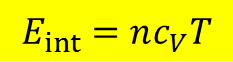 E_int = nc_V T